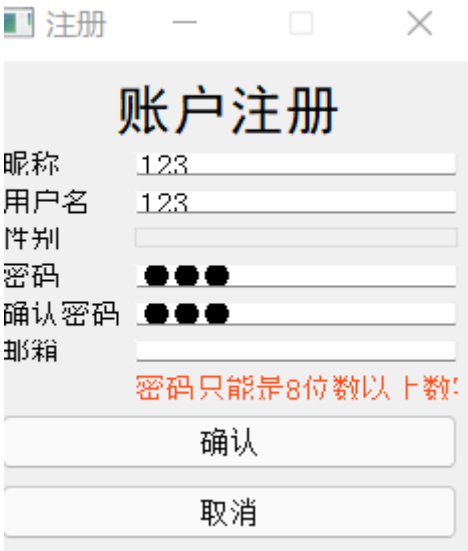 注册
账户注册
昵称 123
用户名 123
性别
密码 ●●●
确认密码 ●●●
邮箱
密码只能是8位数以上数
确认
取消